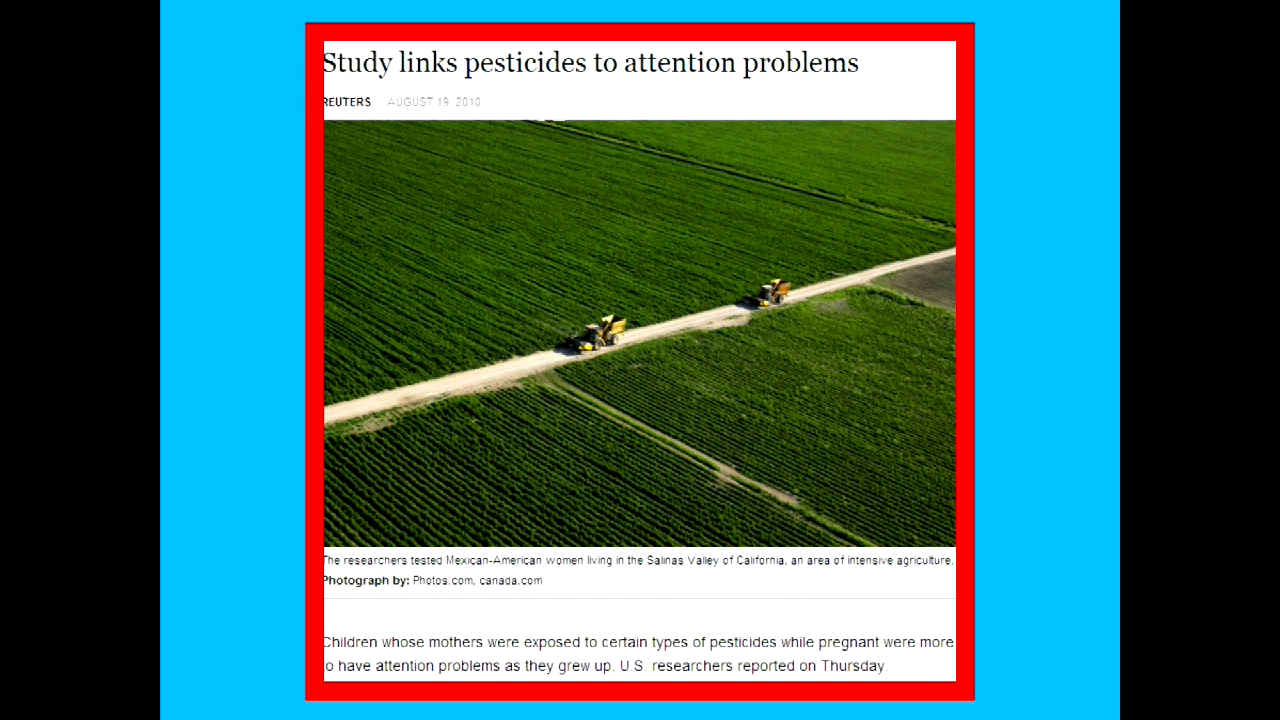 Study links pesticides to attention problems
REUTERS AUGUST 19, 2010
The researchers tested Mexican-American women living in the Salinas Valley of California, an area of intensive agriculture.
Photograph by: Photos.com, canada.com
Children whose mothers were exposed to certain types of pesticides while pregnant were more
to have attention problems as they grew up, U.S. researchers reported on Thursday.